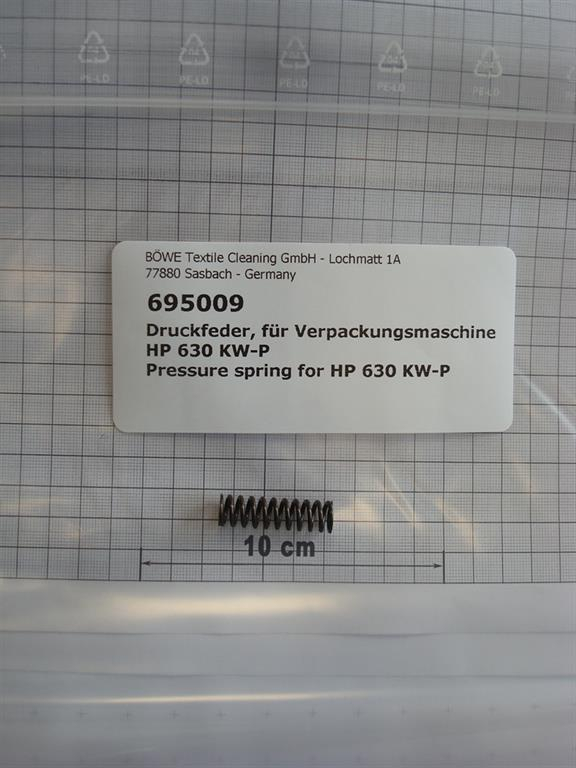 PE-LD PE-LD PE-LD PE-LD PE-LD
BÖWE Textile Cleaning GmbH - Lochmatt 1A
77880 Sasbach - Germany
695009
Druckfeder, für Verpackungsmaschine
HP 630 KW-P
Pressure spring for HP 630 KW-P
10 cm